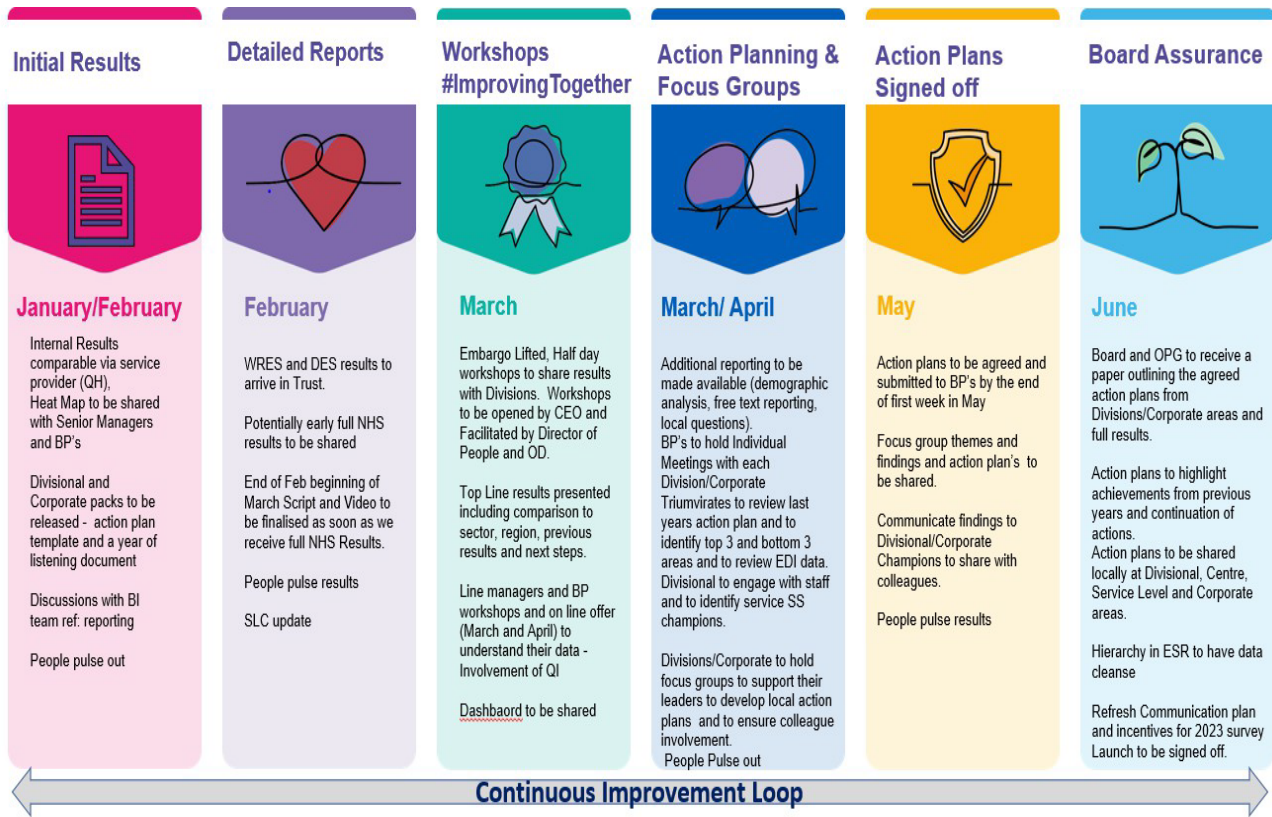 Initial Results
January/February
Internal Results
comparable via service
provider (QH),
Heat Map to be shared
with Senior Managers
and BP's
Divisional and
Corporate packs to be
released - action plan
template and a year of
listening document
Discussions with BI
team ref: reporting
People pulse out
Detailed Reports
February
WRES and DES results to
arrive in Trust.
Potentially early full NHS
results to be shared
End of Feb beginning of
March Script and Video to
be finalised as soon as we
receive full NHS Results.
People pulse results
SLC update
Workshops
#ImprovingTogether
March
Embargo Lifted, Half day
workshops to share results
with Divisions. Workshops
to be opened by CEO and
Facilitated by Director of
People and OD.
Top Line results presented
including comparison to
sector, region, previous
results and next steps.
Line managers and BP
workshops and on line offer
(March and April) to
understand their data -
Involvement of QI
Dashbaord to be shared
Action Planning &
Focus Groups
March/ April
Additional reporting to be
made available (demographic
analysis, free text reporting,
local questions).
BP's to hold Individual
Meetings with each
Division/Corporate
Triumvirates to review last
years action plan and to
identify top 3 and bottom 3
areas and to review EDI data.
Divisional to engage with staff
and to identify service SS
champions.
Divisions/Corporate to hold
focus groups to support their
leaders to develop local action
plans and to ensure colleague
involvement.
People Pulse out
Action Plans
Signed off
May
Action plans to be agreed and
submitted to BP's by the end
of first week in May
Focus group themes and
findings and action plan's to
be shared.
Communicate findings to
Divisional/Corporate
Champions to share with
colleagues.
People pulse results
Board Assurance
June
Board and OPG to receive a
paper outlining the agreed
action plans from
Divisions/Corporate areas and
full results.
Action plans to highlight
achievements from previous
years and continuation of
actions.
Action plans to be shared
locally at Divisional, Centre,
Service Level and Corporate
areas.
Hierarchy in ESR to have data
cleanse
Refresh Communication plan
and incentives for 2023 survey
Launch to be signed off.
Continuous Improvement Loop